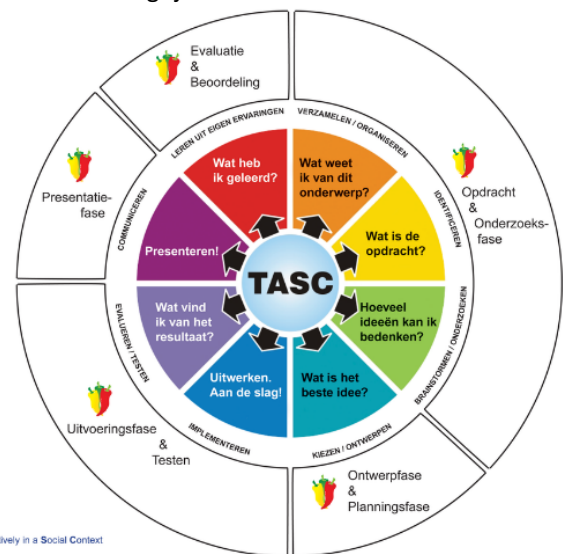 Evaluatie
&
Beoordeling
Opdracht
&
Onderzoeks-
fase
Ontwerpfase
&
Planningsfase
Uitvoeringsfase
&
Testen
Presentatie-
fase
LEREN UIT EIGEN ERVARINGEN
VERZAMELEN / ORGANISEREN
IDENTIFICEREN
BRAINSTORMEN / ONDERZOEKEN
KIEZEN / ONTWERPEN
IMPLEMENTEREN
EVALUEREN / TESTEN
COMMUNICEREN
Wat heb
ik geleerd?
Wat weet
ik van dit
onderwerp?
Wat is de
opdracht?
Hoeveel
ideeën kan ik
bedenken?
Wat is het
beste idee?
Uitwerken.
Aan de slag!
Wat vind
ik van het
resultaat?
Presenteren!
TASC
in a Social Context